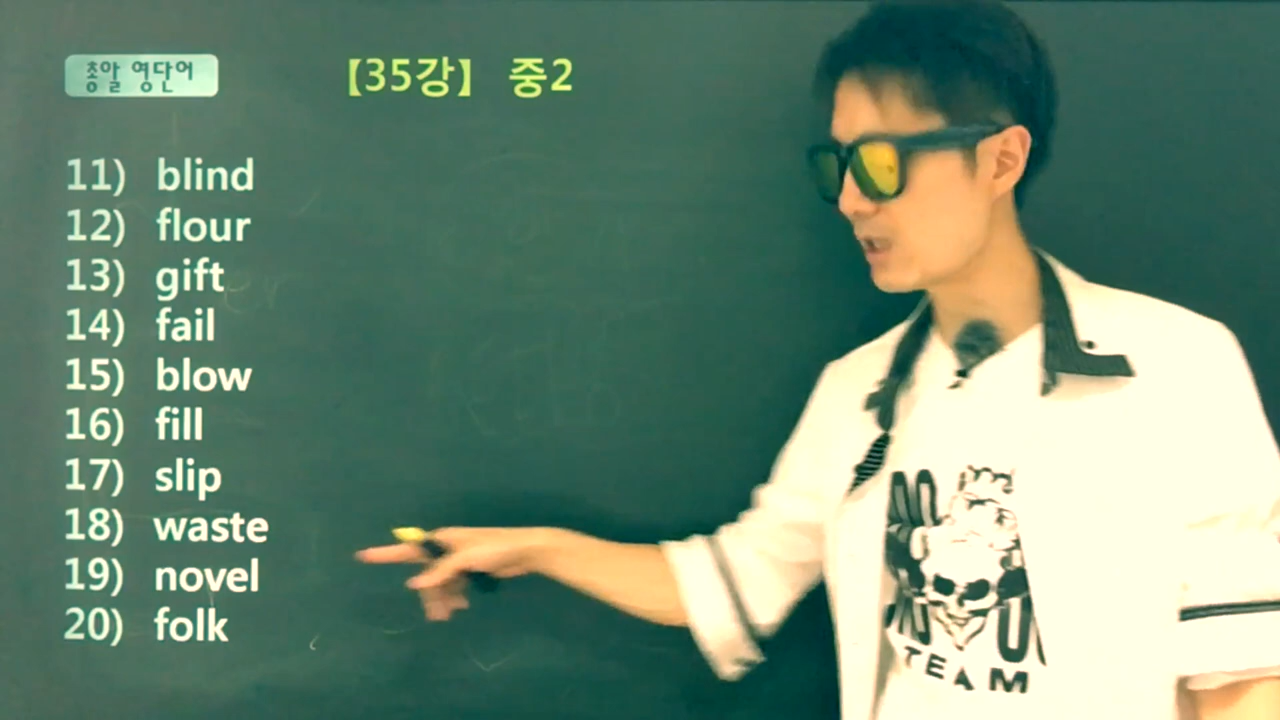 총알 영단어
【35강】 중2
11) blind
12) flour
13) gift
14) fail
15) blow
16) fill
17) slip
18) waste
19) novel
20) folk
TEAM